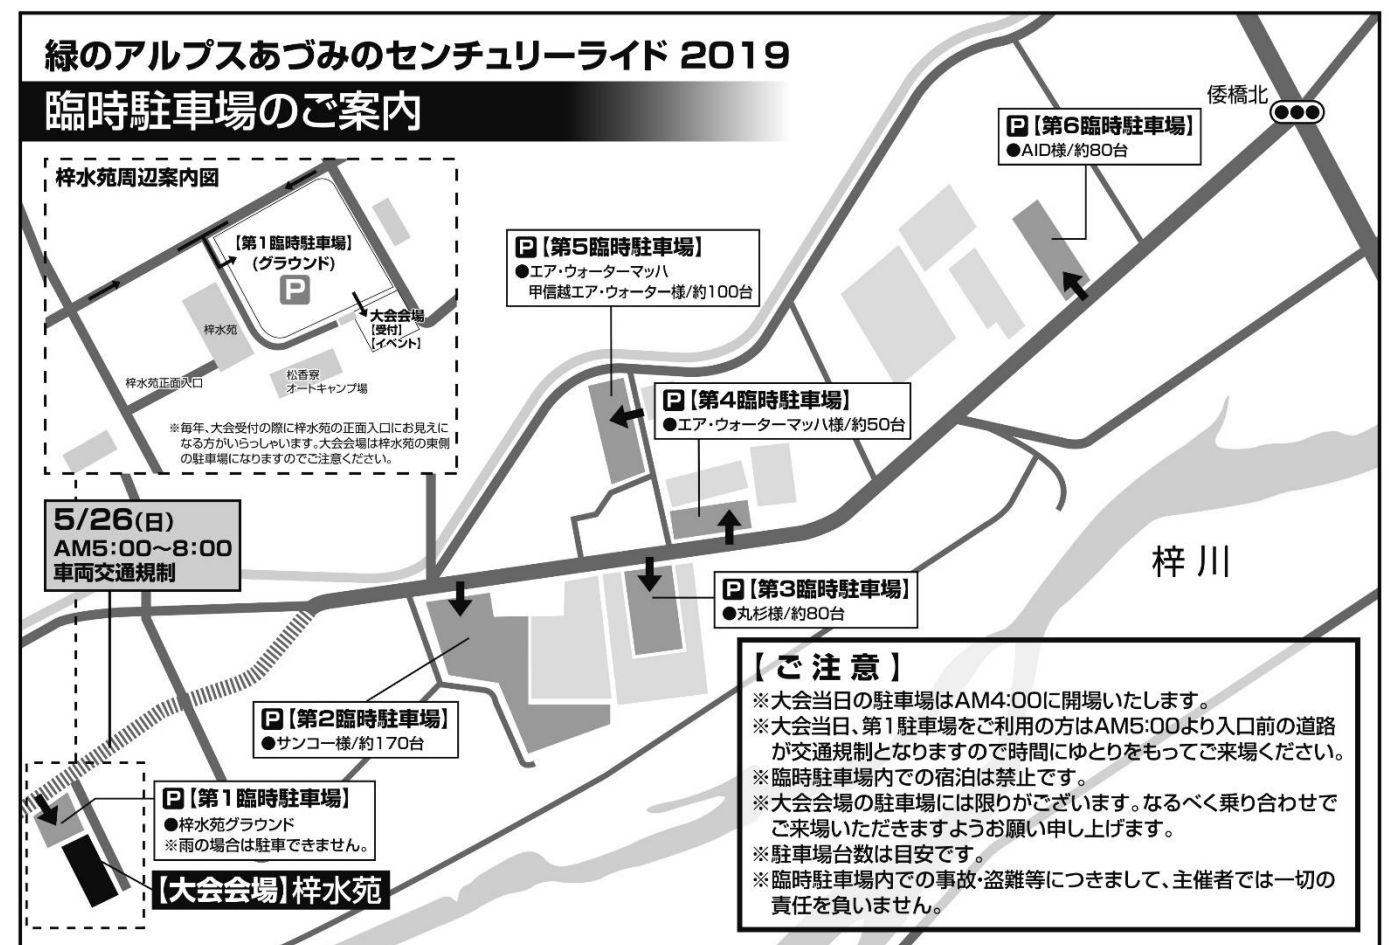 緑のアルプスあづみのセンチュリーライド 2019
臨時駐車場のご案内
梓水苑周辺案内図
【第1臨時駐車場】
(グラウンド)
P
大会会場
【受付】
【イベント】
梓水苑
梓水苑正面入口
松香寮
オートキャンプ場
※毎年、大会受付の際に梓水苑の正面入口にお見えに
なる方がいらっしゃいます。大会会場は梓水苑の東側
の駐車場になりますのでご注意ください。
倭橋北
P【第6臨時駐車場】
●AID様/約80台
P【第5臨時駐車場】
●エア・ウォーターマッハ
甲信越エア・ウォーター様/約100台
P【第4臨時駐車場】
●エア・ウォーターマッハ様/約50台
5/26(日)
AM5:00〜8:00
車両交通規制
梓川
P【第3臨時駐車場】
●丸杉様/約80台
P【第2臨時駐車場】
●サンコー様/約170台
P【第1臨時駐車場】
●梓水苑グラウンド
※雨の場合は駐車できません。
【大会会場】梓水苑
【ご注意】
※大会当日の駐車場はAM4:00に開場いたします。
※大会当日、第1駐車場をご利用の方はAM5:00より入口前の道路
が交通規制となりますので時間にゆとりをもってご来場ください。
※臨時駐車場内での宿泊は禁止です。
※大会会場の駐車場には限りがございます。なるべく乗り合わせで
ご来場いただきますようお願い申し上げます。
※駐車場台数は目安です。
※臨時駐車場内での事故・盗難等につきまして、主催者では一切の
責任を負いません。